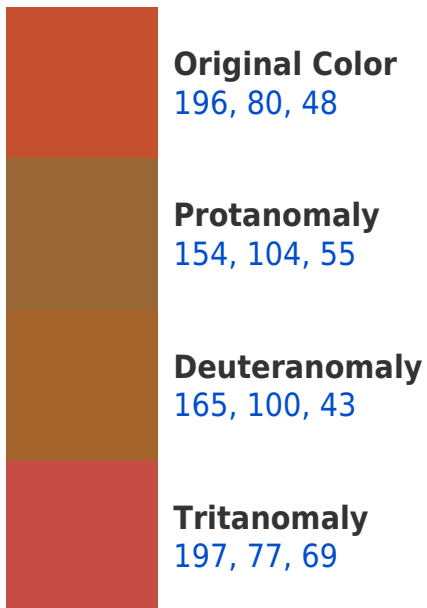 Original Color
196, 80, 48
Protanomaly
154, 104, 55
Deuteranomaly
165, 100, 43
Tritanomaly
197, 77, 69